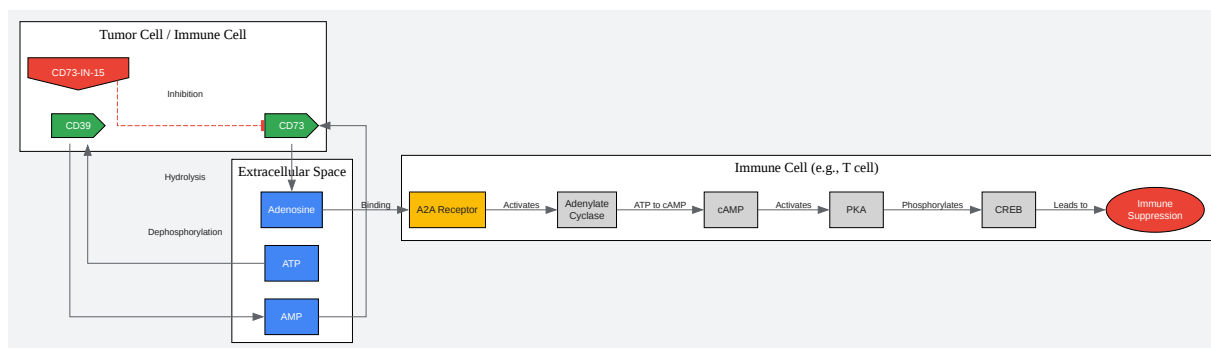 Tumor Cell / Immune Cell
CD73-IN-15
Inhibition
CD39
CD73
Hydrolysis
Dephosphorylation
Extracellular Space
Adenosine
ATP
AMP
Binding
Immune Cell (e.g., T cell)
A2A Receptor
Activates
Adenylate
Cyclase
ATP to cAMP
cAMP
Activates
PKA
Phosphorylates
CREB
Leads to
Immune
Suppression